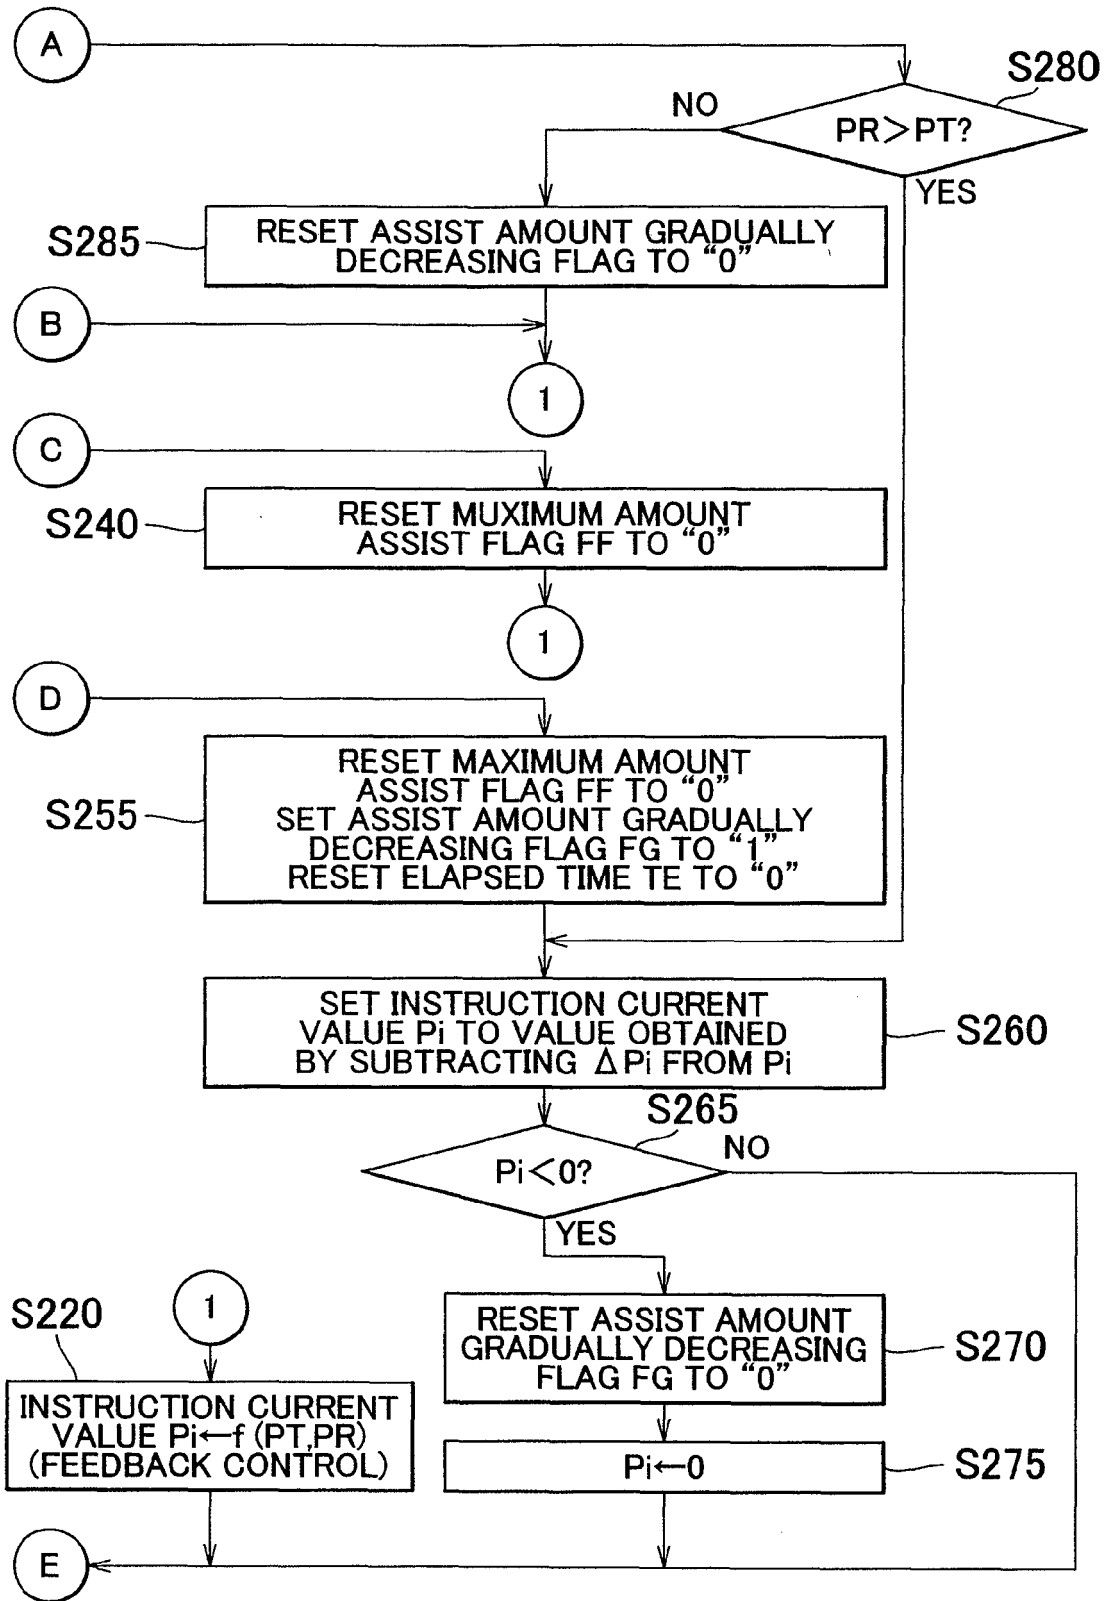 A
S280
NO
PR＞PT?
YES
S285
RESET ASSIST AMOUNT GRADUALLY
DECREASING FLAG TO “0”
B
1
C
S240
RESET MUXIMUM AMOUNT
ASSIST FLAG FF TO “0”
1
D
S255
RESET MAXIMUM AMOUNT
ASSIST FLAG FF TO “0”
SET ASSIST AMOUNT GRADUALLY
DECREASING FLAG FG TO “1”
RESET ELAPSED TIME TE TO “0”
SET INSTRUCTION CURRENT
VALUE Pi TO VALUE OBTAINED
BY SUBTRACTING ΔPi FROM Pi
S260
S265
Pi＜0?
NO
YES
S220
1
INSTRUCTION CURRENT
VALUE Pi←f (PT,PR)
(FEEDBACK CONTROL)
RESET ASSIST AMOUNT
GRADUALLY DECREASING
FLAG FG TO “0”
S270
Pi←0
S275
E